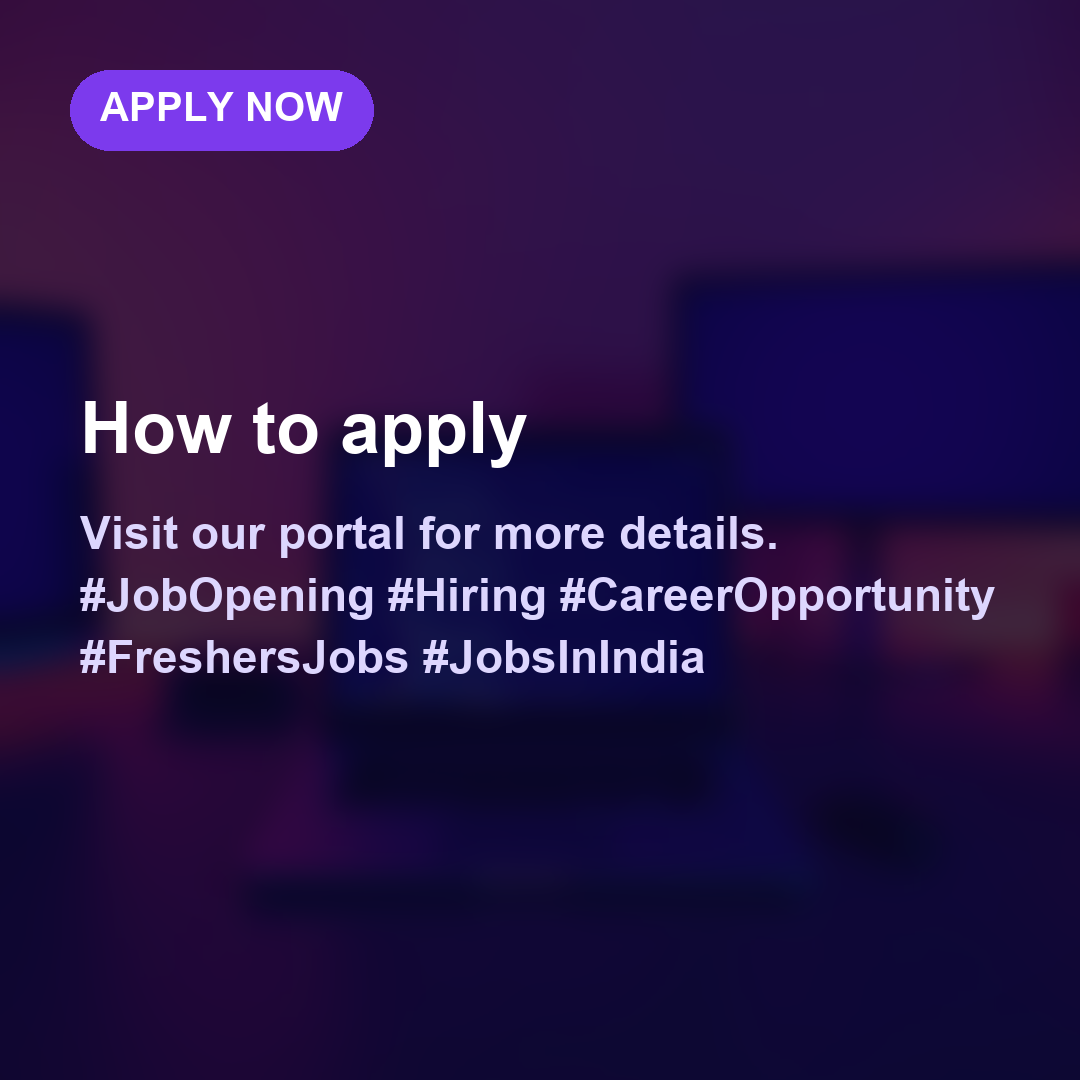 APPLY NOW
How to apply
Visit our portal for more details.
#JobOpening #Hiring #CareerOpportunity
#FreshersJobs #JobsInIndia